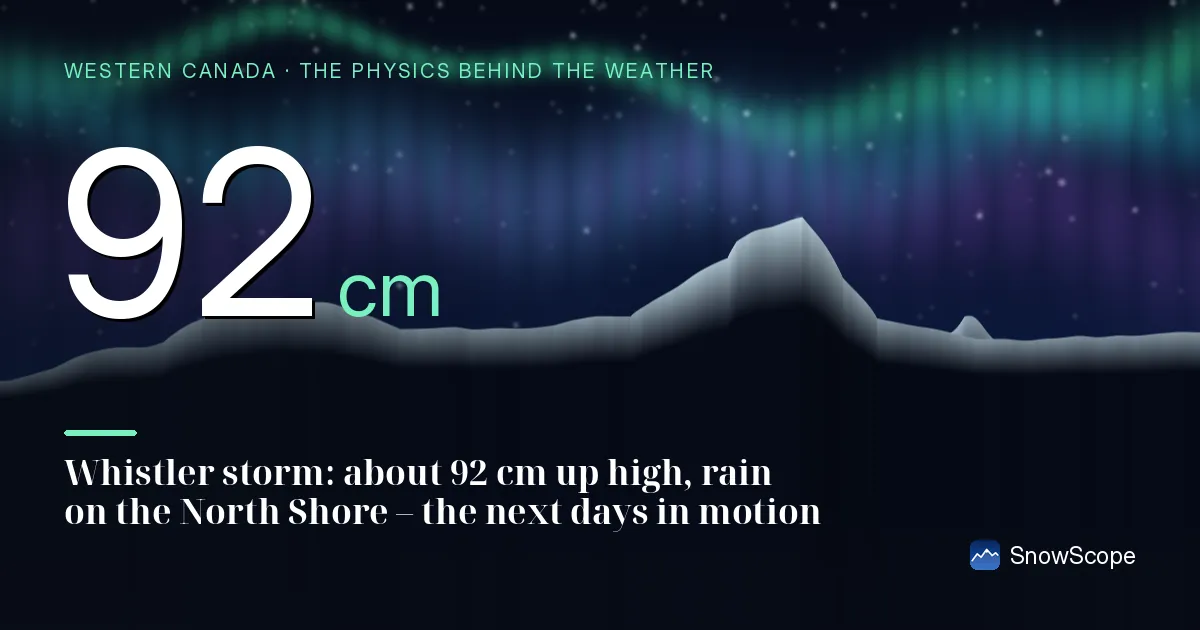 WESTERN CANADA · THE PHYSICS BEHIND THE WEATHER
92 cm
Whistler storm: about 92 cm up high, rain
on the North Shore – the next days in motion
SnowScope